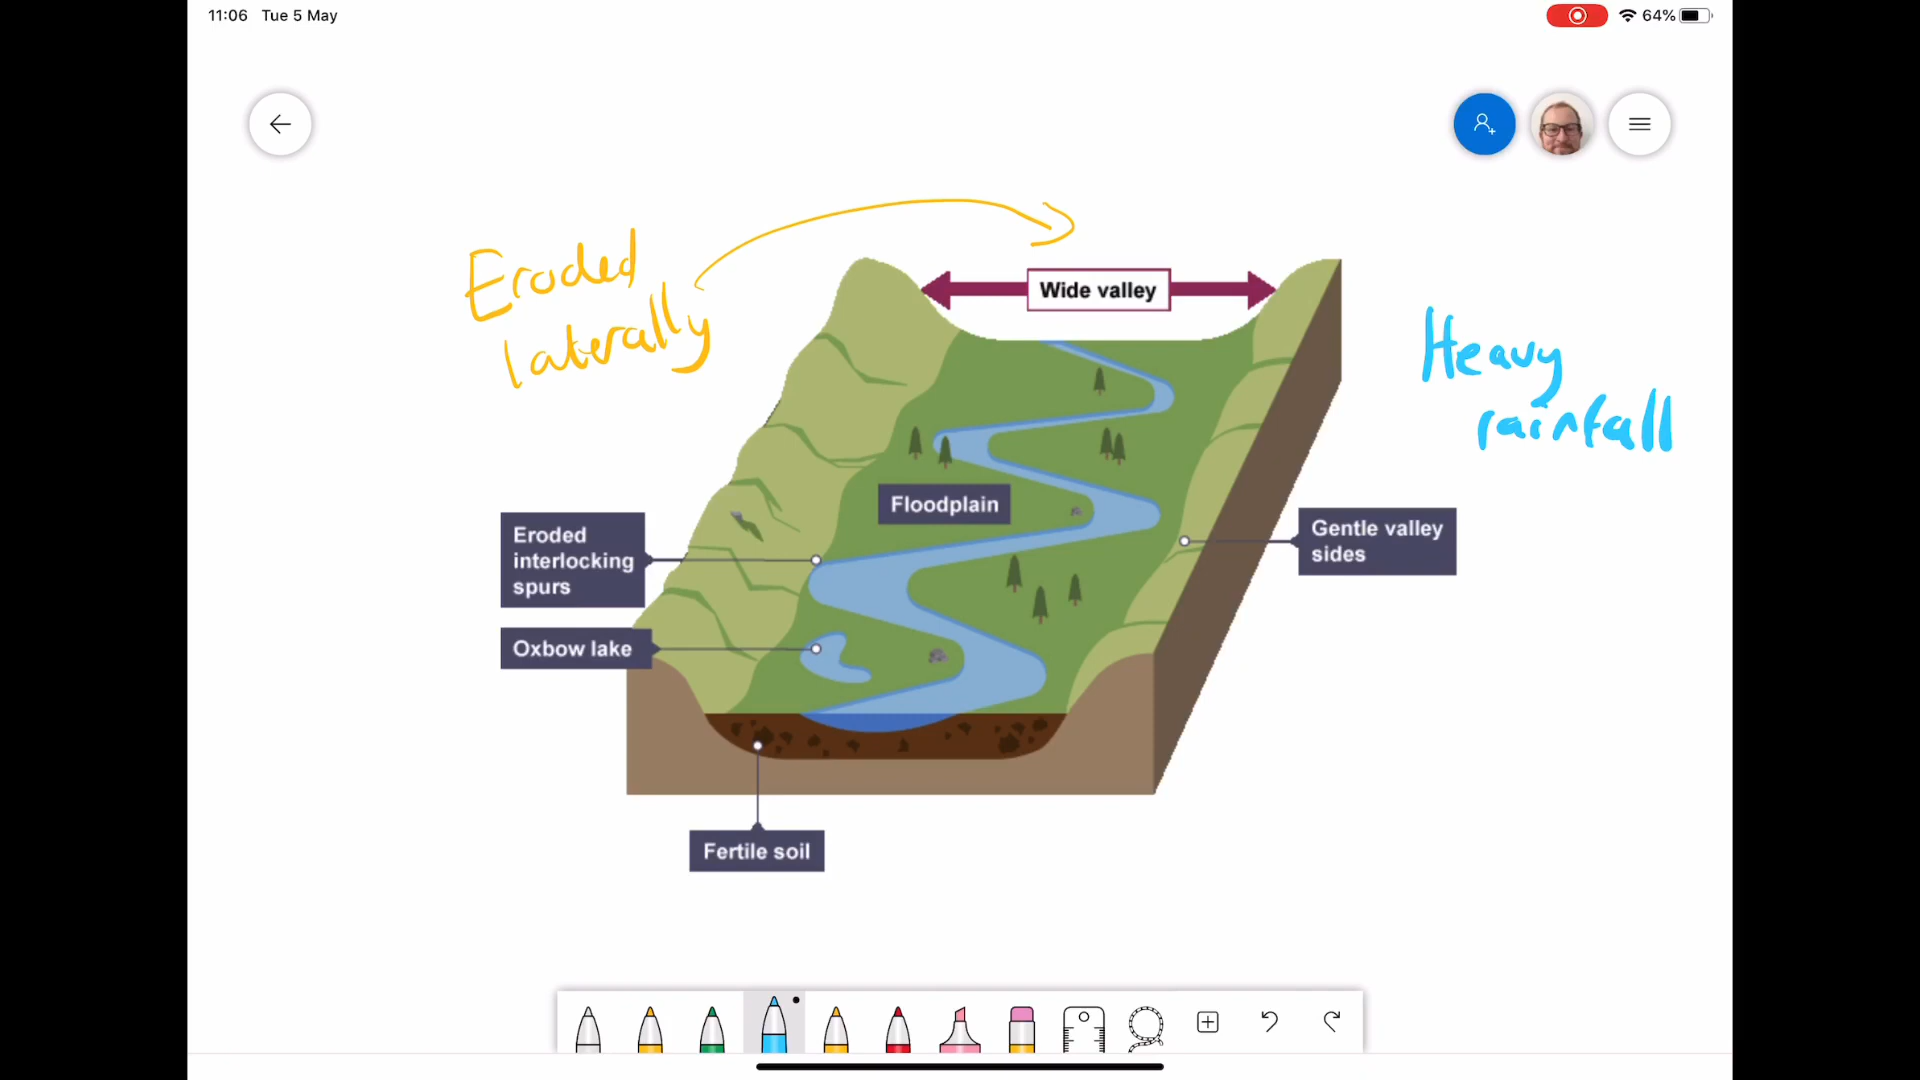 11:06 Tue 5 May
64%
Eroded
laterally
Wide valley
Heavy
rainfall
Floodplain
Eroded
interlocking
spurs
Gentle valley
sides
Oxbow lake
Fertile soil